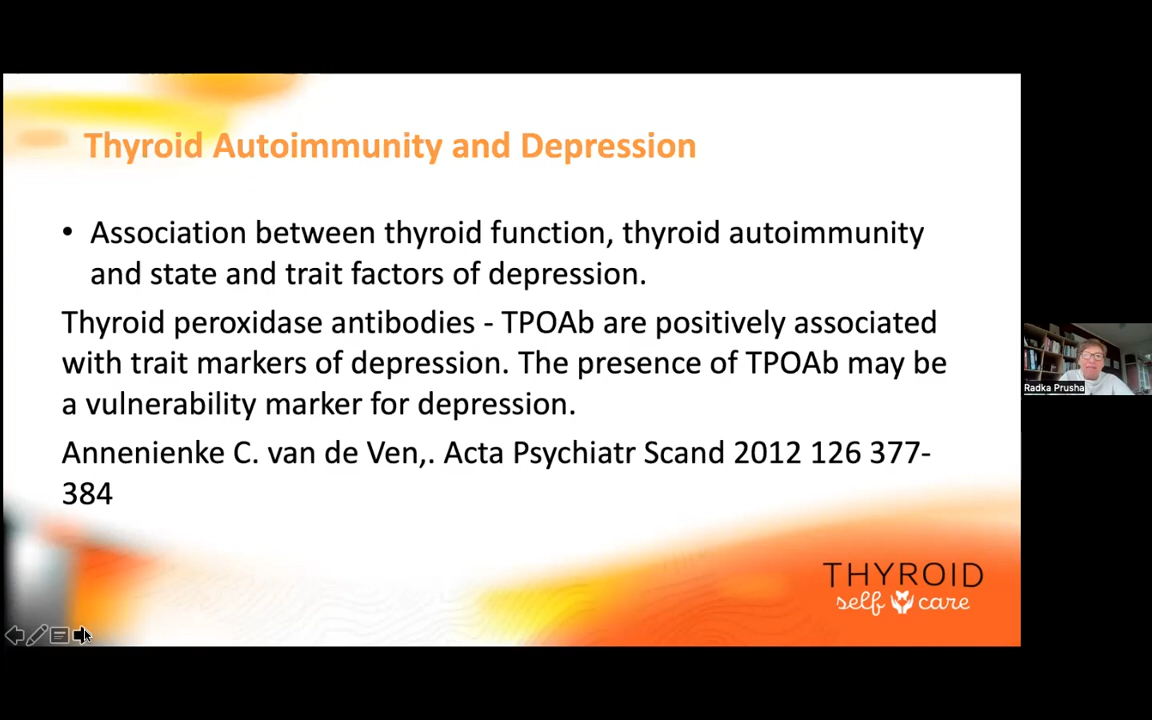 Thyroid Autoimmunity and Depression
• Association between thyroid function, thyroid autoimmunity
and state and trait factors of depression.
Thyroid peroxidase antibodies - TPOAb are positively associated
with trait markers of depression. The presence of TPOAb may be
a vulnerability marker for depression.
Annenienke C. van de Ven,. Acta Psychiatr Scand 2012 126 377-
384
Radka Prusha
THYROID
self care